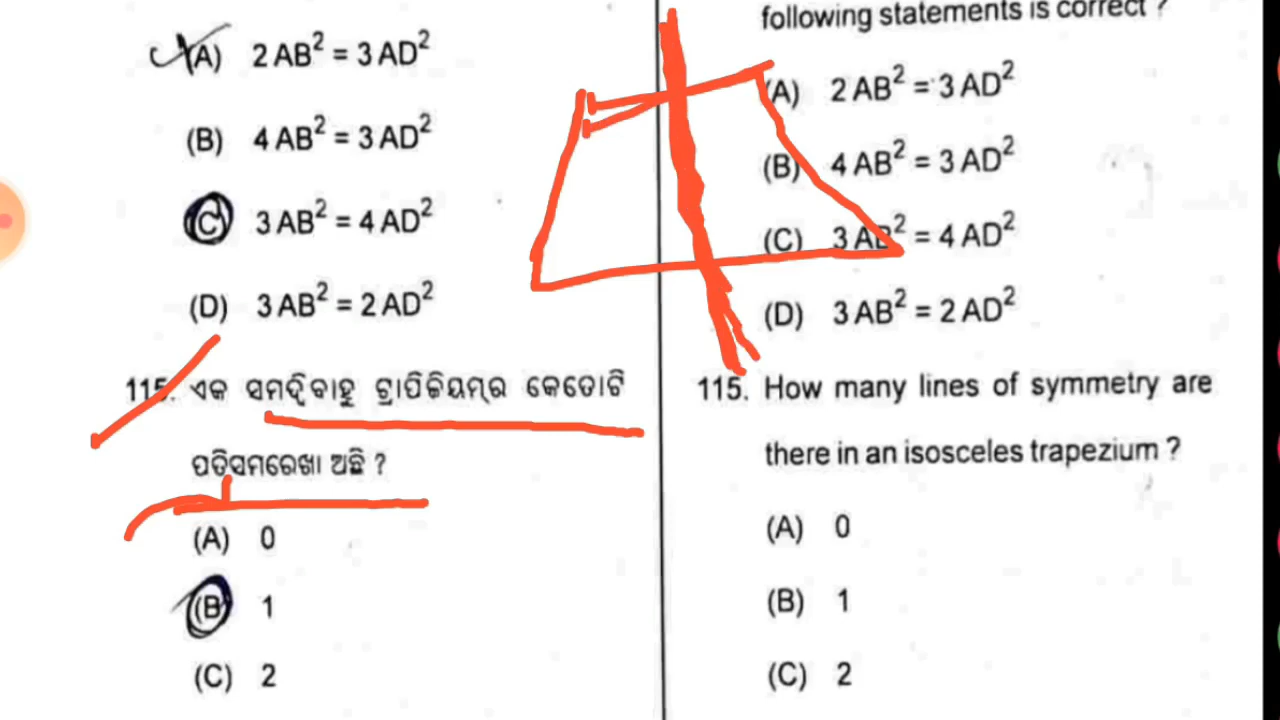 (A) 2 AB² = 3 AD²
(B) 4 AB² = 3 AD²
(C) 3 AB² = 4 AD²
(D) 3 AB² = 2 AD²
115. ଏକ ସମଦ୍ୱିବାହୁ ଟ୍ରାପିଜିୟମ୍‌ର କେତୋଟି
ପ୍ରତିସମରେଖା ଅଛି ?
(A) 0
(B) 1
(C) 2
following statements is correct ?
(A) 2 AB² = 3 AD²
(B) 4 AB² = 3 AD²
(C) 3 AB² = 4 AD²
(D) 3 AB² = 2 AD²
115. How many lines of symmetry are
there in an isosceles trapezium ?
(A) 0
(B) 1
(C) 2